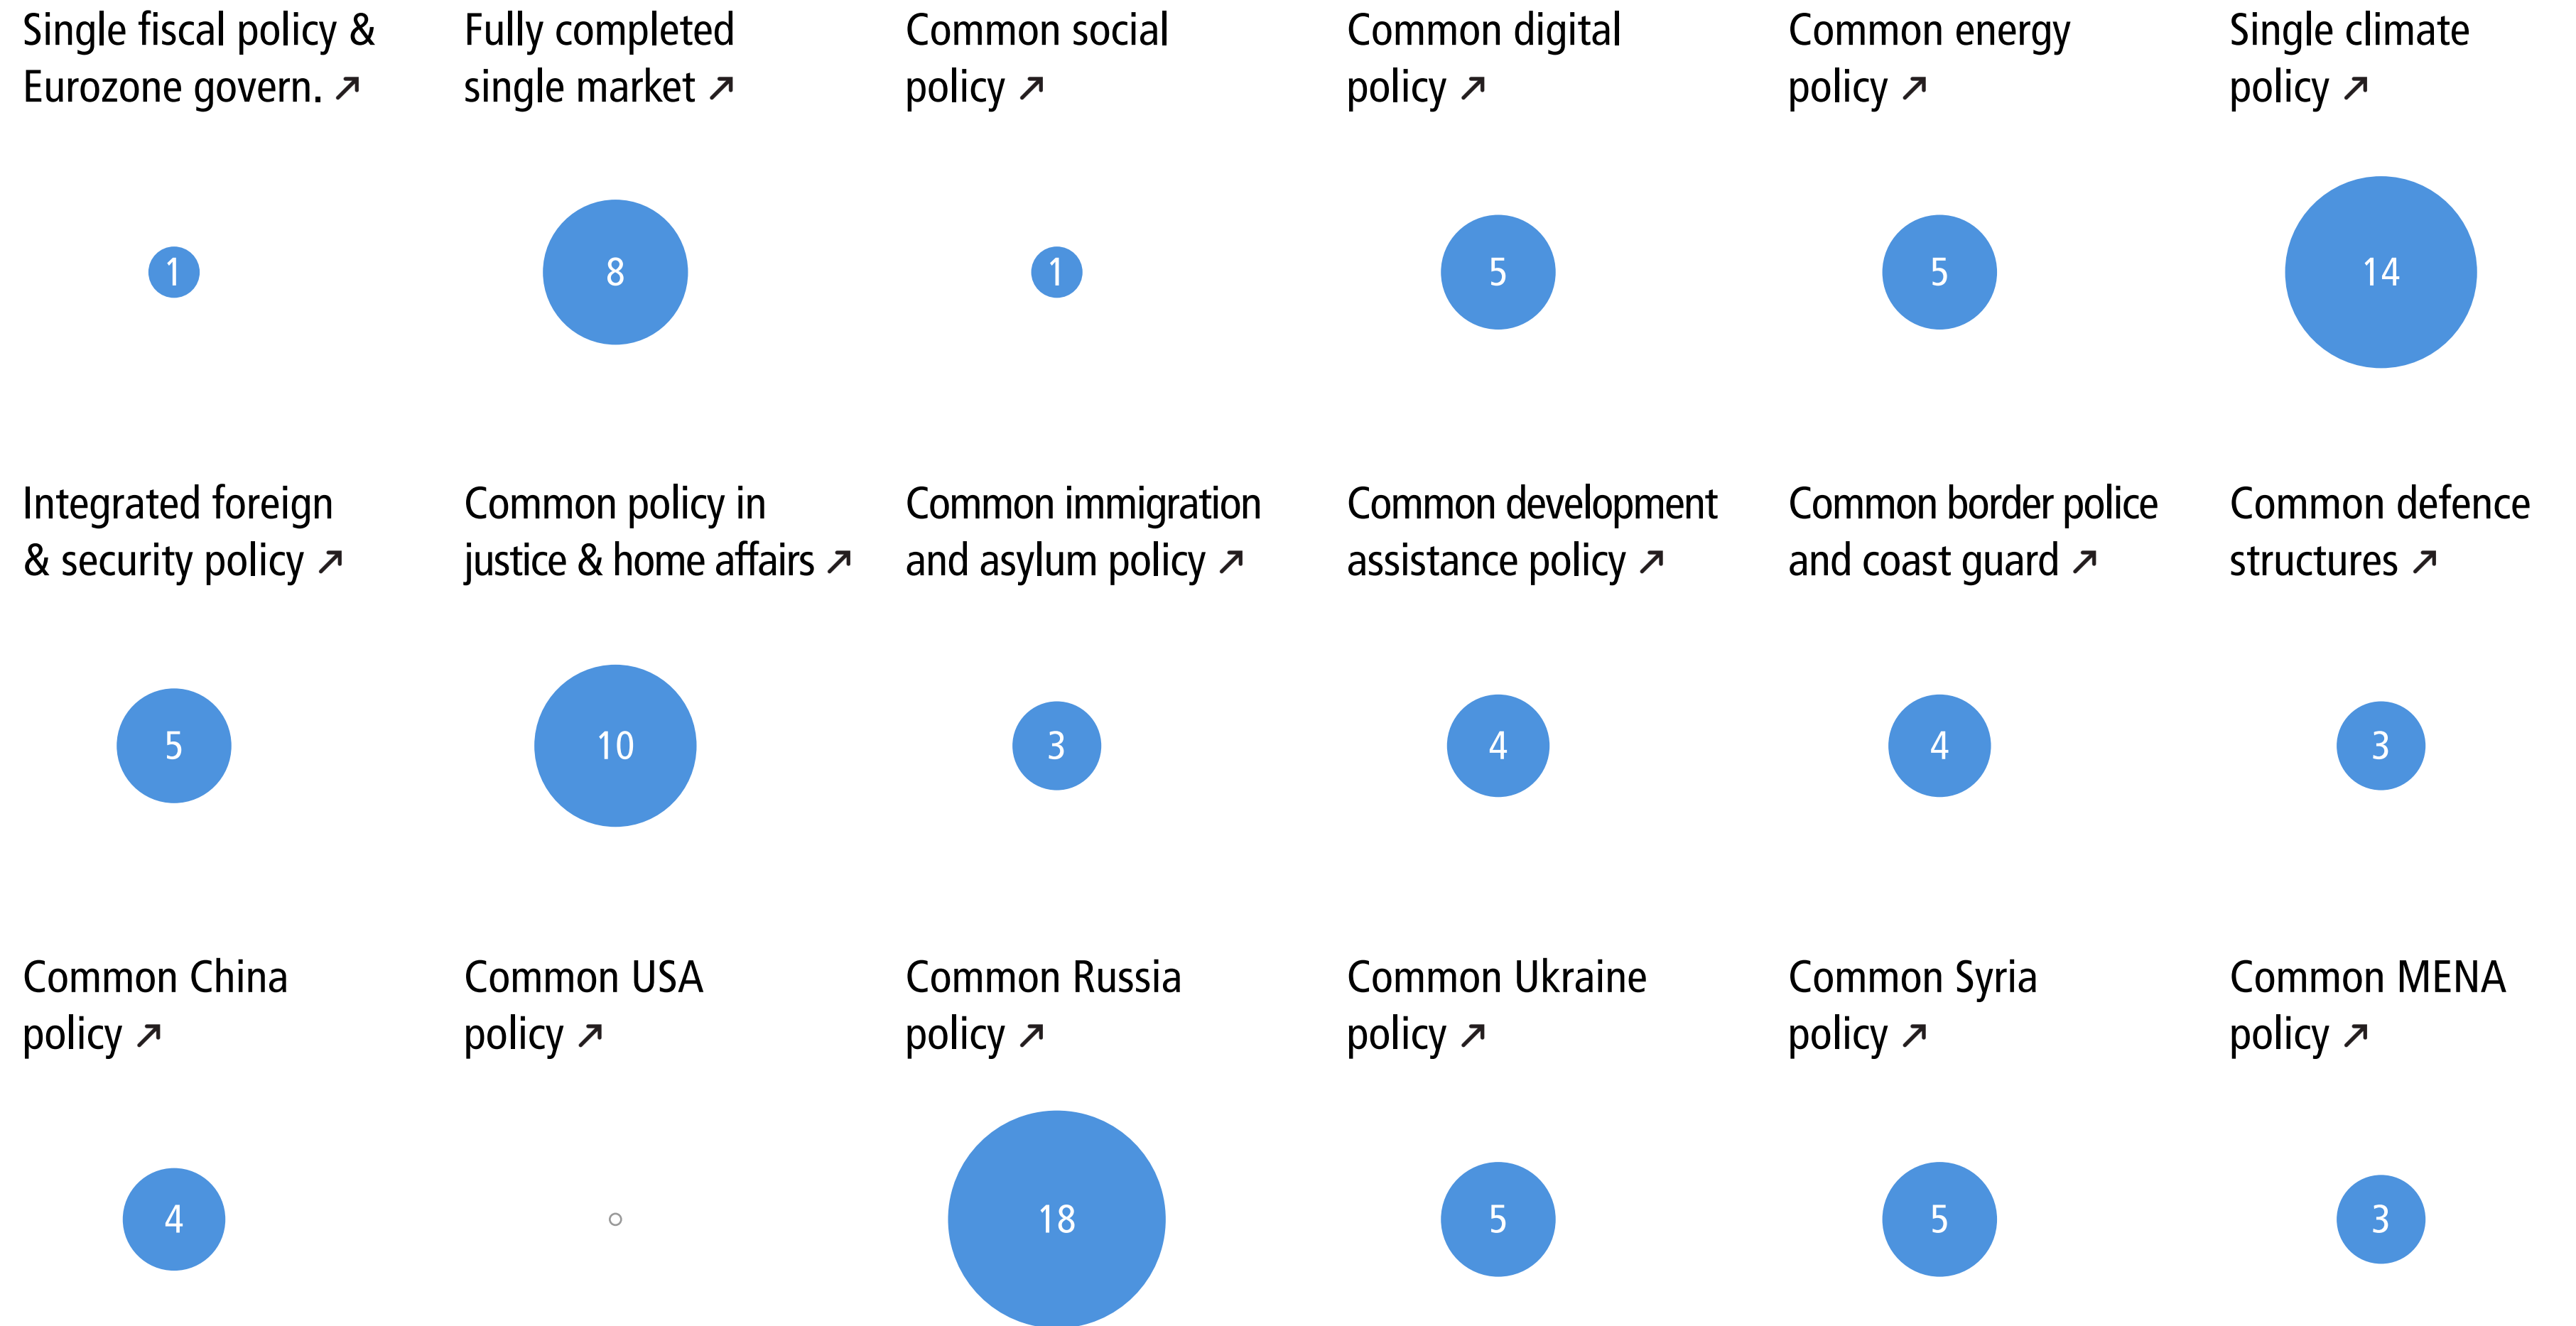 Single fiscal policy &
Eurozone govern. ↗
Fully completed
single market ↗
Common social
policy ↗
Common digital
policy ↗
Common energy
policy ↗
Single climate
policy ↗
1
8
1
5
5
14
Integrated foreign
& security policy ↗
Common policy in
justice & home affairs ↗
Common immigration
and asylum policy ↗
Common development
assistance policy ↗
Common border police
and coast guard ↗
Common defence
structures ↗
5
10
3
4
4
3
Common China
policy ↗
Common USA
policy ↗
Common Russia
policy ↗
Common Ukraine
policy ↗
Common Syria
policy ↗
Common MENA
policy ↗
4
18
5
5
3